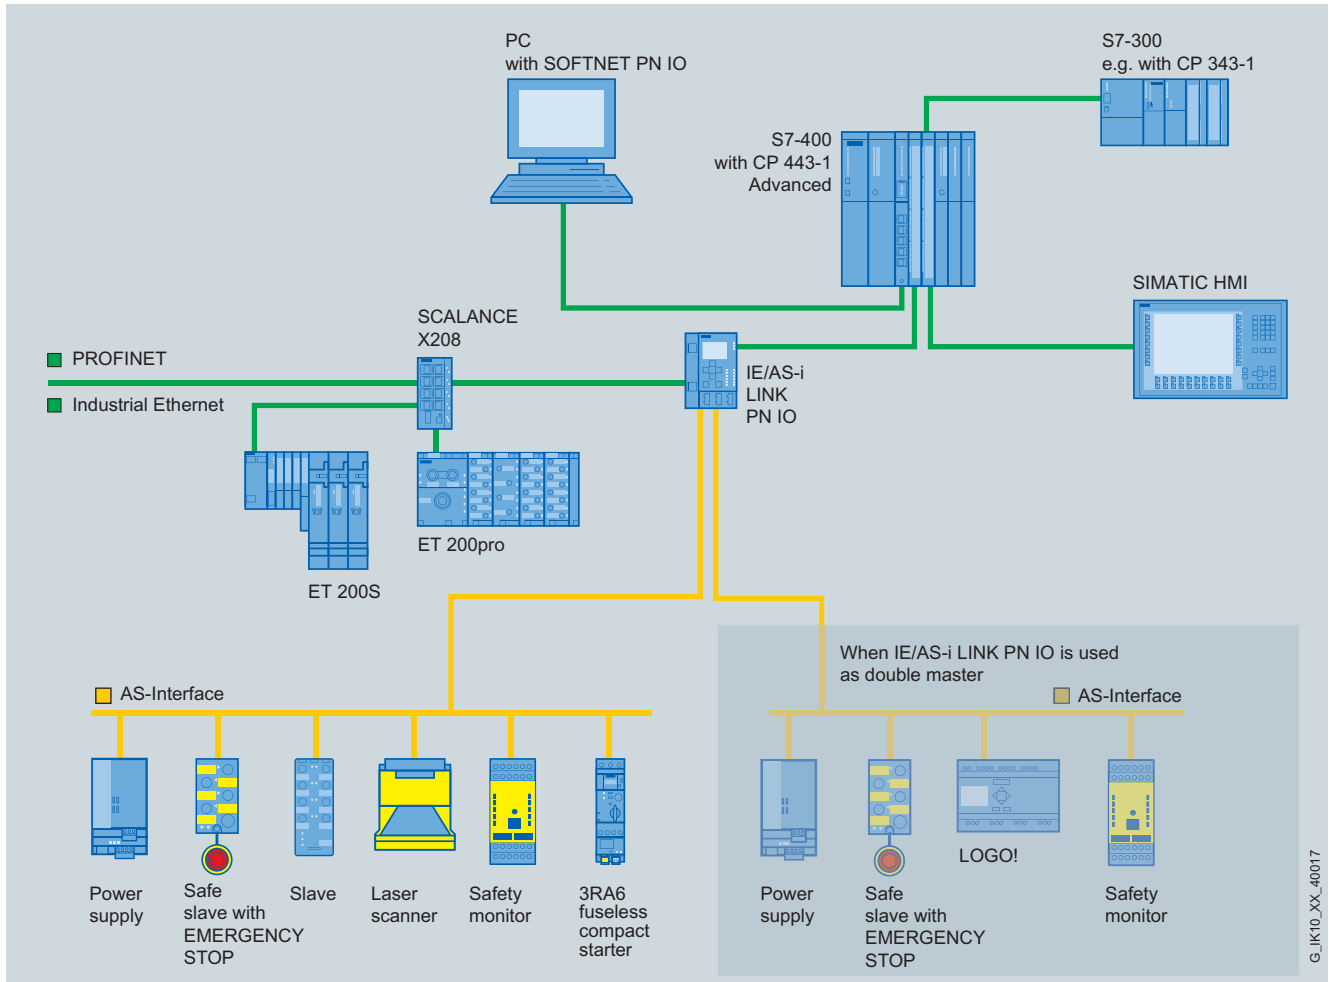 PC
with SOFTNET PN IO
S7-300
e.g. with CP 343-1
S7-400
with CP 443-1
Advanced
SIMATIC HMI
SCALANCE
X208
PROFINET
Industrial Ethernet
IE/AS-i
LINK
PN IO
ET 200pro
ET 200S
When IE/AS-i LINK PN IO is used
as double master
AS-Interface
AS-Interface
Power
supply
Safe
slave with
EMERGENCY
STOP
Slave
Laser
scanner
Safety
monitor
3RA6
fuseless
compact
starter
Power
supply
Safe
slave with
EMERGENCY
STOP
LOGO!
Safety
monitor
G_IK10_XX_40017